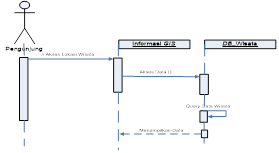 Informasi GIS
DB_Wisata
Pengunjung
Akses Lokasi Wisata
Akses Data ()
Query Data Wisata
Menampilkan Data